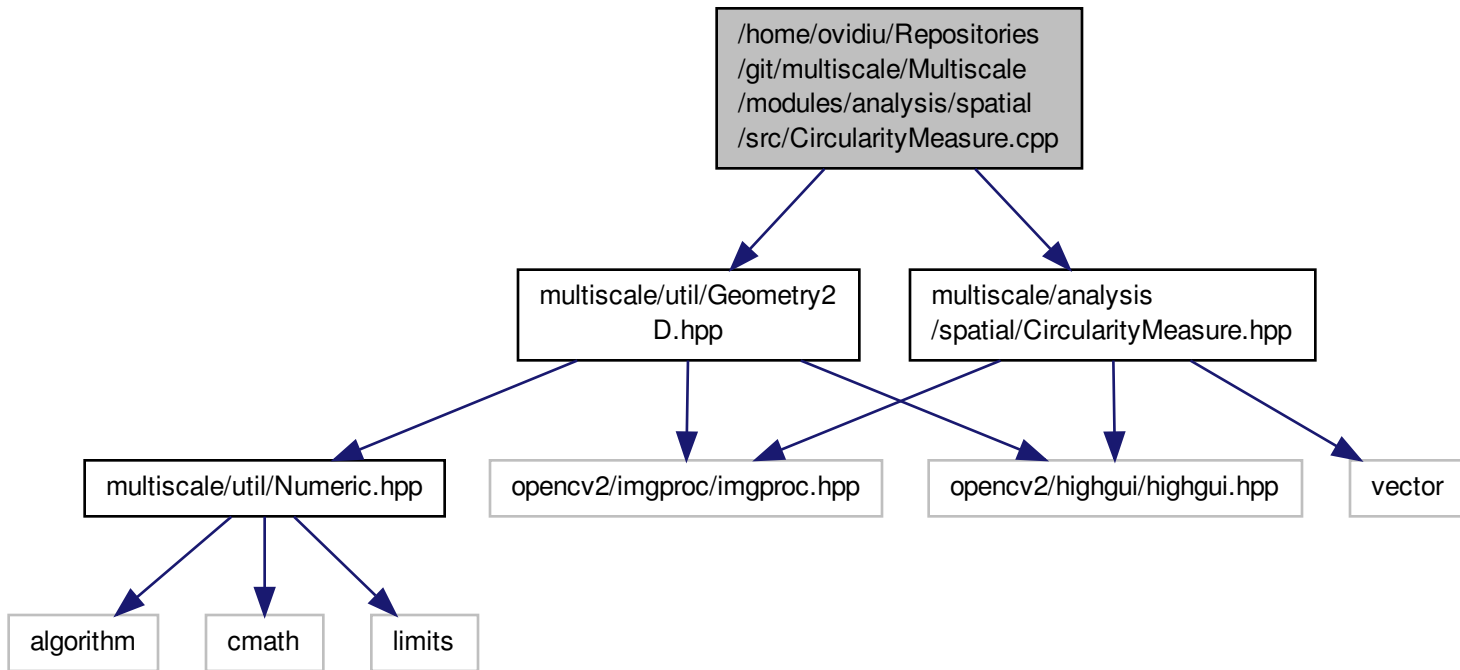 /home/ovidiu/Repositories
/git/multiscale/Multiscale
/modules/analysis/spatial
/src/CircularityMeasure.cpp
multiscale/util/Geometry2
D.hpp
multiscale/analysis
/spatial/CircularityMeasure.hpp
multiscale/util/Numeric.hpp
opencv2/imgproc/imgproc.hpp
opencv2/highgui/highgui.hpp
vector
algorithm
cmath
limits